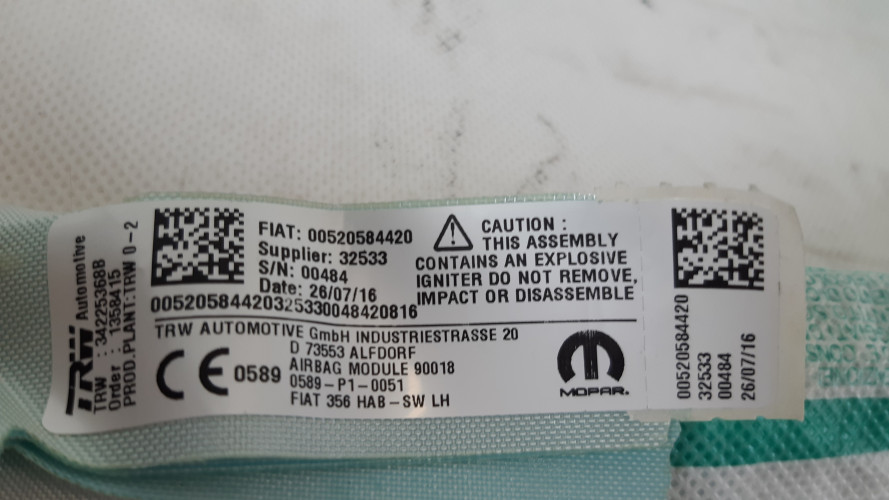 TRW Automotive
TRW : 34225368B
Order : 1358415
PROD.PLANT:TRW 0-2
FIAT: 00520584420
Supplier: 32533
S/N: 00484
Date: 26/07/16
00520584420325330048420816
CAUTION :
THIS ASSEMBLY
CONTAINS AN EXPLOSIVE
IGNITER DO NOT REMOVE,
IMPACT OR DISASSEMBLE
TRW AUTOMOTIVE GmbH INDUSTRIESTRASSE 20
D 73553 ALFDORF
AIRBAG MODULE 90018
0589-P1-0051
FIAT 356 HAB-SW LH
CE 0589
MOPAR.
00520584420
32533
00484
26/07/16